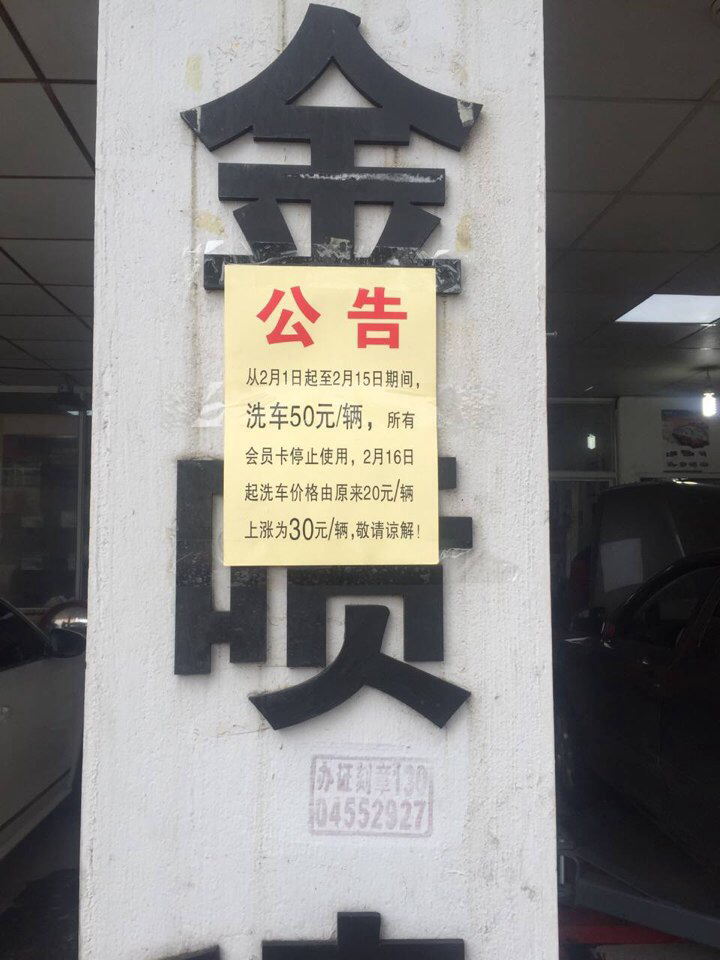 金
公告
从2月1日起至2月15日期间，
洗车50元/辆，所有
会员卡停止使用，2月16日
起洗车价格由原来20元/辆
上涨为30元/辆，敬请谅解！
办证刻章130
04552927